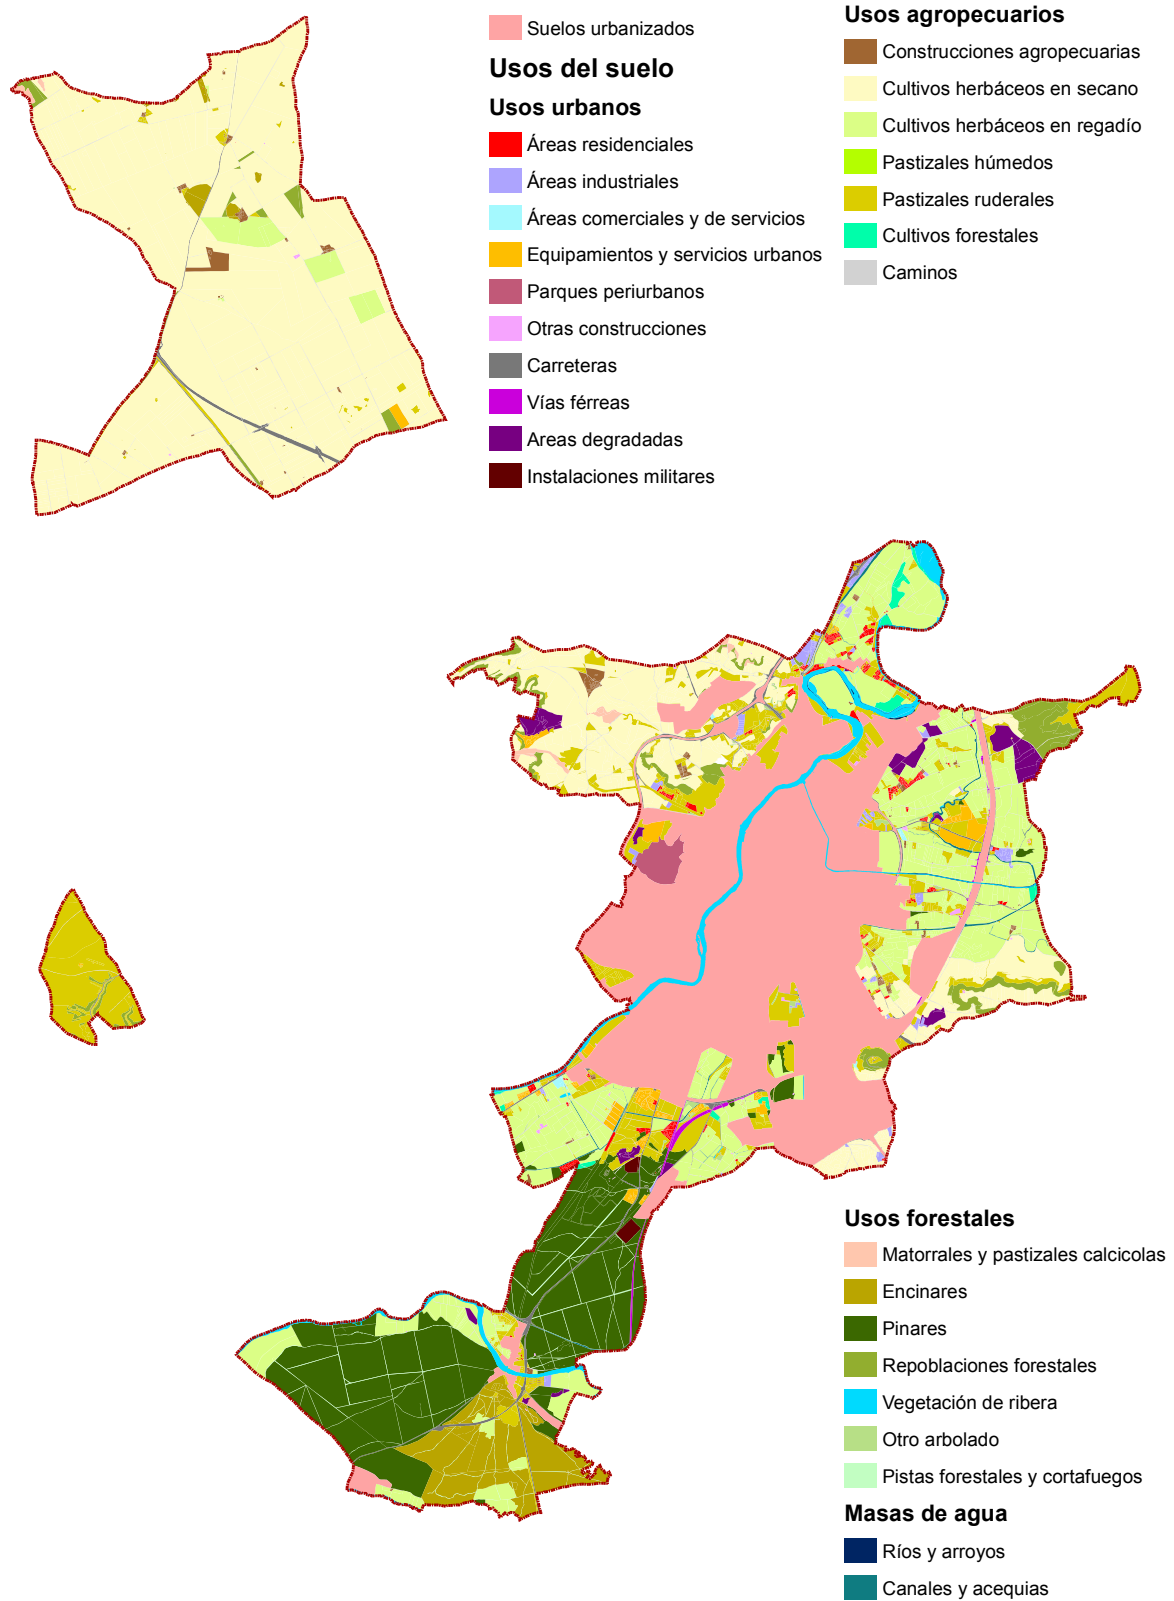 Suelos urbanizados
Usos del suelo
Usos urbanos
Áreas residenciales
Áreas industriales
Áreas comerciales y de servicios
Equipamientos y servicios urbanos
Parques periurbanos
Otras construcciones
Carreteras
Vías férreas
Areas degradadas
Instalaciones militares
Usos agropecuarios
Construcciones agropecuarias
Cultivos herbáceos en secano
Cultivos herbáceos en regadío
Pastizales húmedos
Pastizales ruderales
Cultivos forestales
Caminos
Usos forestales
Matorrales y pastizales calcicolas
Encinares
Pinares
Repoblaciones forestales
Vegetación de ribera
Otro arbolado
Pistas forestales y cortafuegos
Masas de agua
Ríos y arroyos
Canales y acequias